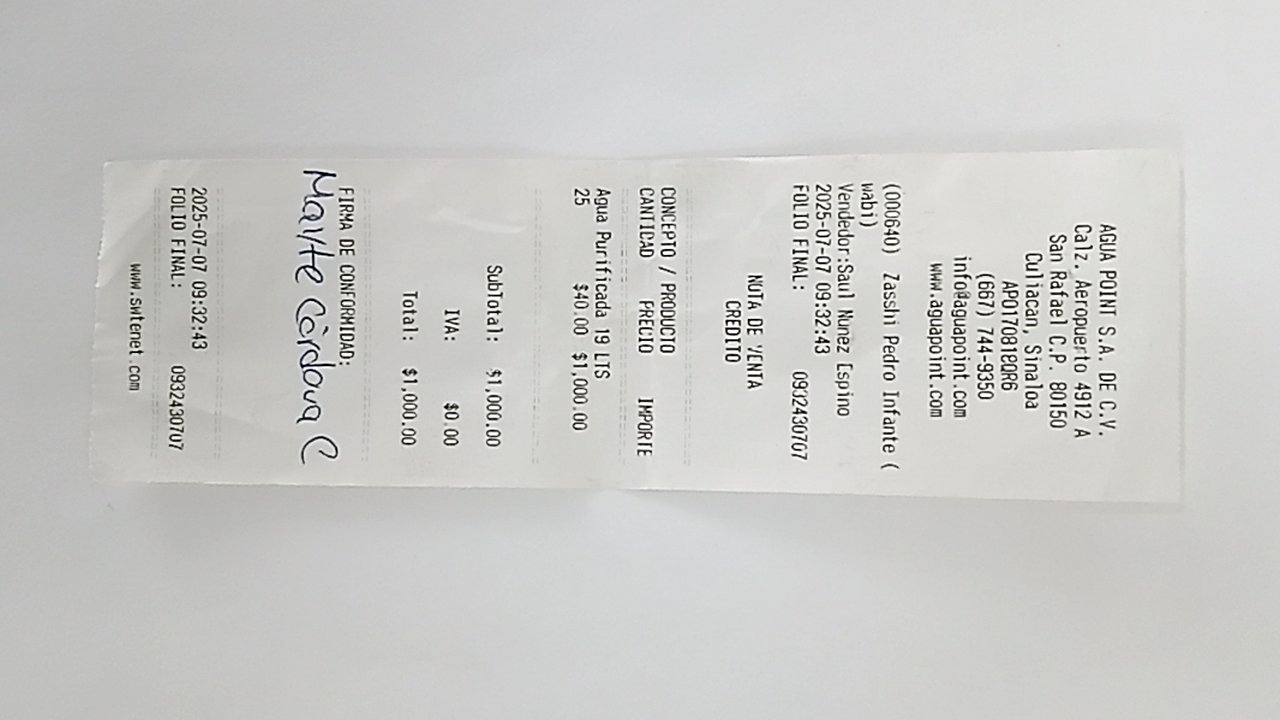 AGUA POINT S.A. DE C.V.
Calz. Aeropuerto 4912 A
San Rafael C.P. 80150
Culiacan, Sinaloa
APO170818PQR6
(667) 744-9350
info@aguapoint.com
www.aguapoint.com
(000640) Zasshi Pedro Infante (
wabi)
Vendedor:Saul Nunez Espino
2025-07-07 09:32:43
FOLIO FINAL: 0932430707
NOTA DE VENTA
CREDITO
CONCEPTO / PRODUCTO
CANTICAD PRECIO IMPORTE
Agua Purificada 19 LTS
25 $40.00 $1,000.00
SubTotal: $1,000.00
IVA: $0.00
Total: $1,000.00
FIRMA DE CONFORMIDAD:
Mayte Córdova C
2025-07-07 09:32:43
FOLIO FINAL: 0932430707
www.swtenet.com